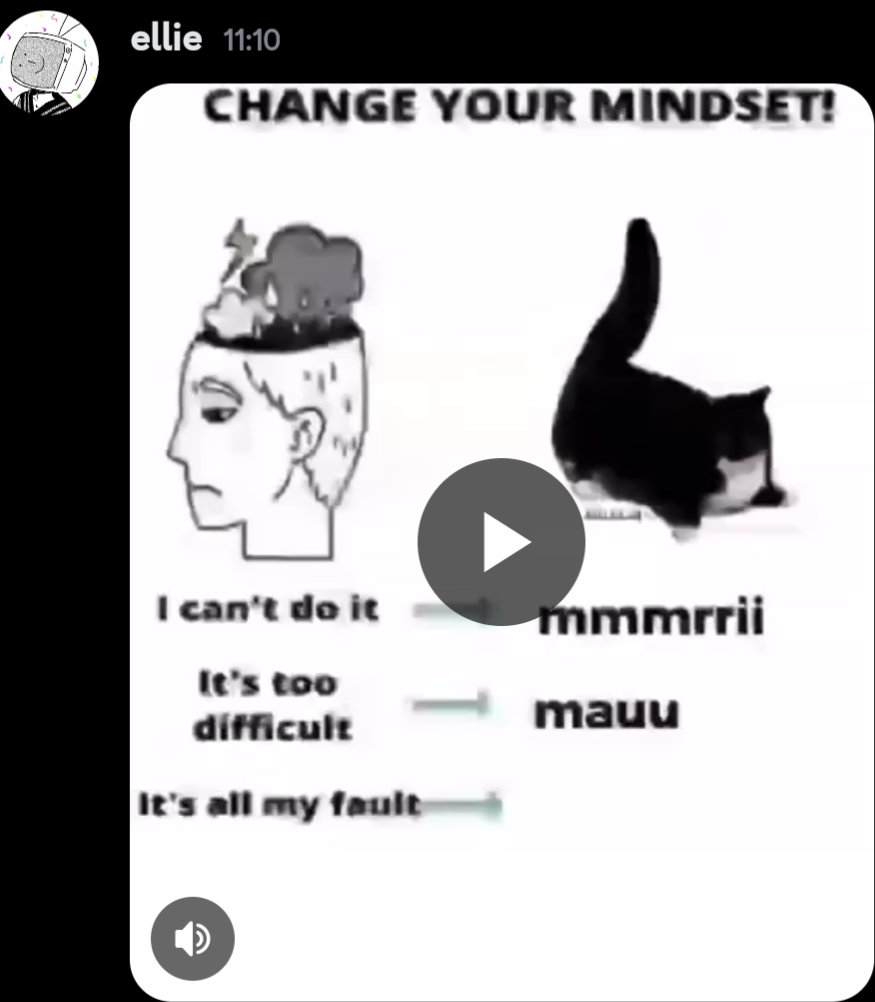 ellie 11:10
CHANGE YOUR MINDSET!
I can't do it
mmmrrii
It's too
difficult
mauu
It's all my fault